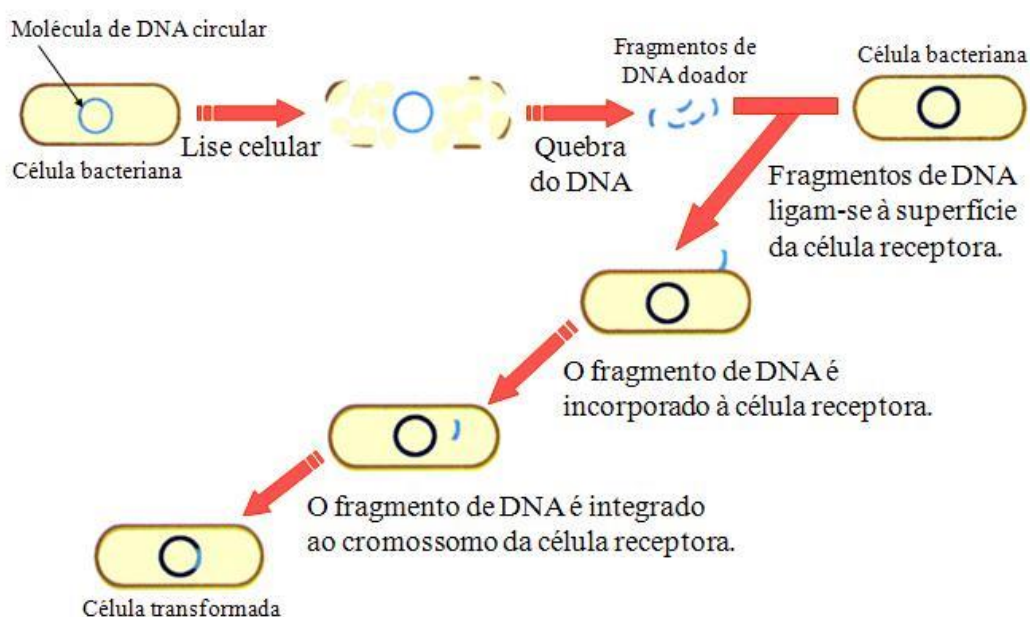 Molécula de DNA circular
Célula bacteriana
Lise celular
Quebra
do DNA
Fragmentos de
DNA doador
Célula bacteriana
Fragmentos de DNA
ligam-se à superfície
da célula receptora.
O fragmento de DNA é
incorporado à célula receptora.
O fragmento de DNA é integrado
ao cromossomo da célula receptora.
Célula transformada